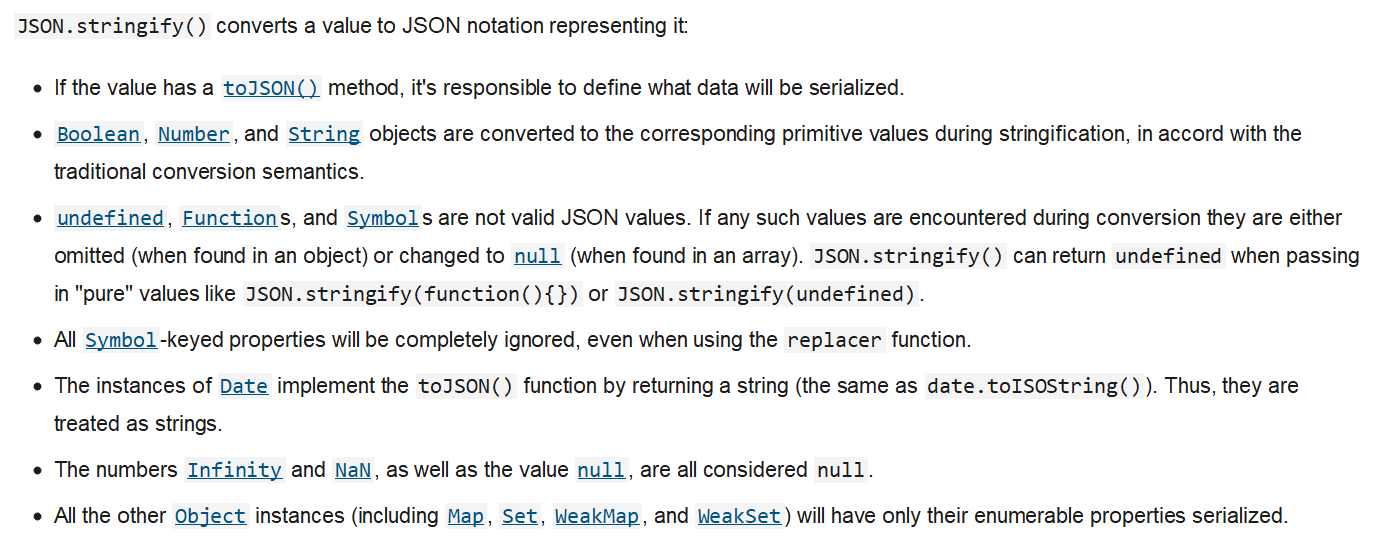 JSON.stringify() converts a value to JSON notation representing it:
If the value has a toJSON() method, it's responsible to define what data will be serialized.
Boolean, Number, and String objects are converted to the corresponding primitive values during stringification, in accord with the
traditional conversion semantics.
undefined, Functions, and Symbols are not valid JSON values. If any such values are encountered during conversion they are either
omitted (when found in an object) or changed to null (when found in an array). JSON.stringify() can return undefined when passing
in "pure" values like JSON.stringify(function(){}) or JSON.stringify(undefined).
All Symbol-keyed properties will be completely ignored, even when using the replacer function.
The instances of Date implement the toJSON() function by returning a string (the same as date.toISOString()). Thus, they are
treated as strings.
The numbers Infinity and NaN, as well as the value null, are all considered null.
All the other Object instances (including Map, Set, WeakMap, and WeakSet) will have only their enumerable properties serialized.